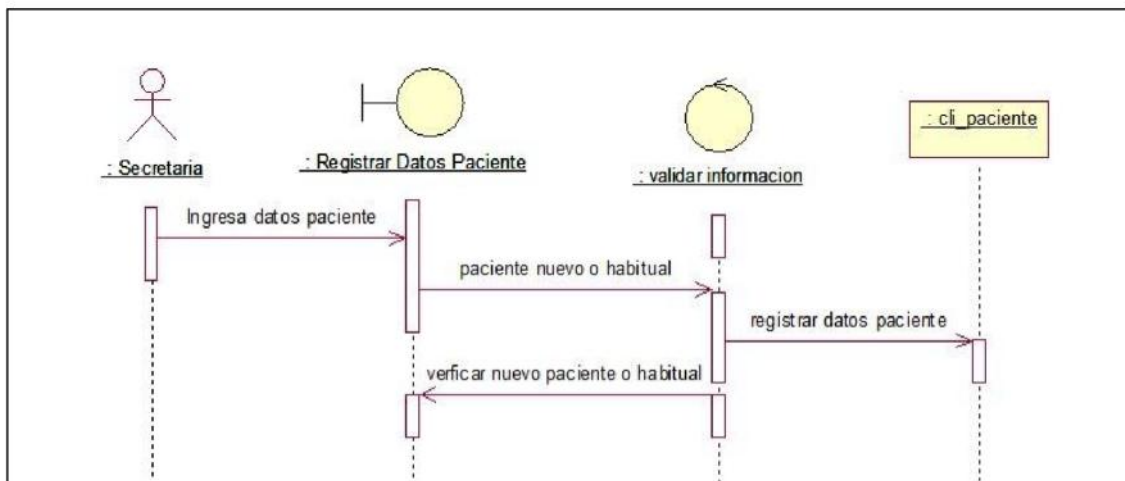 : Secretaria
: Registrar Datos Paciente
: validar informacion
: cli_paciente
Ingresa datos paciente
paciente nuevo o habitual
registrar datos paciente
verficar nuevo paciente o habitual